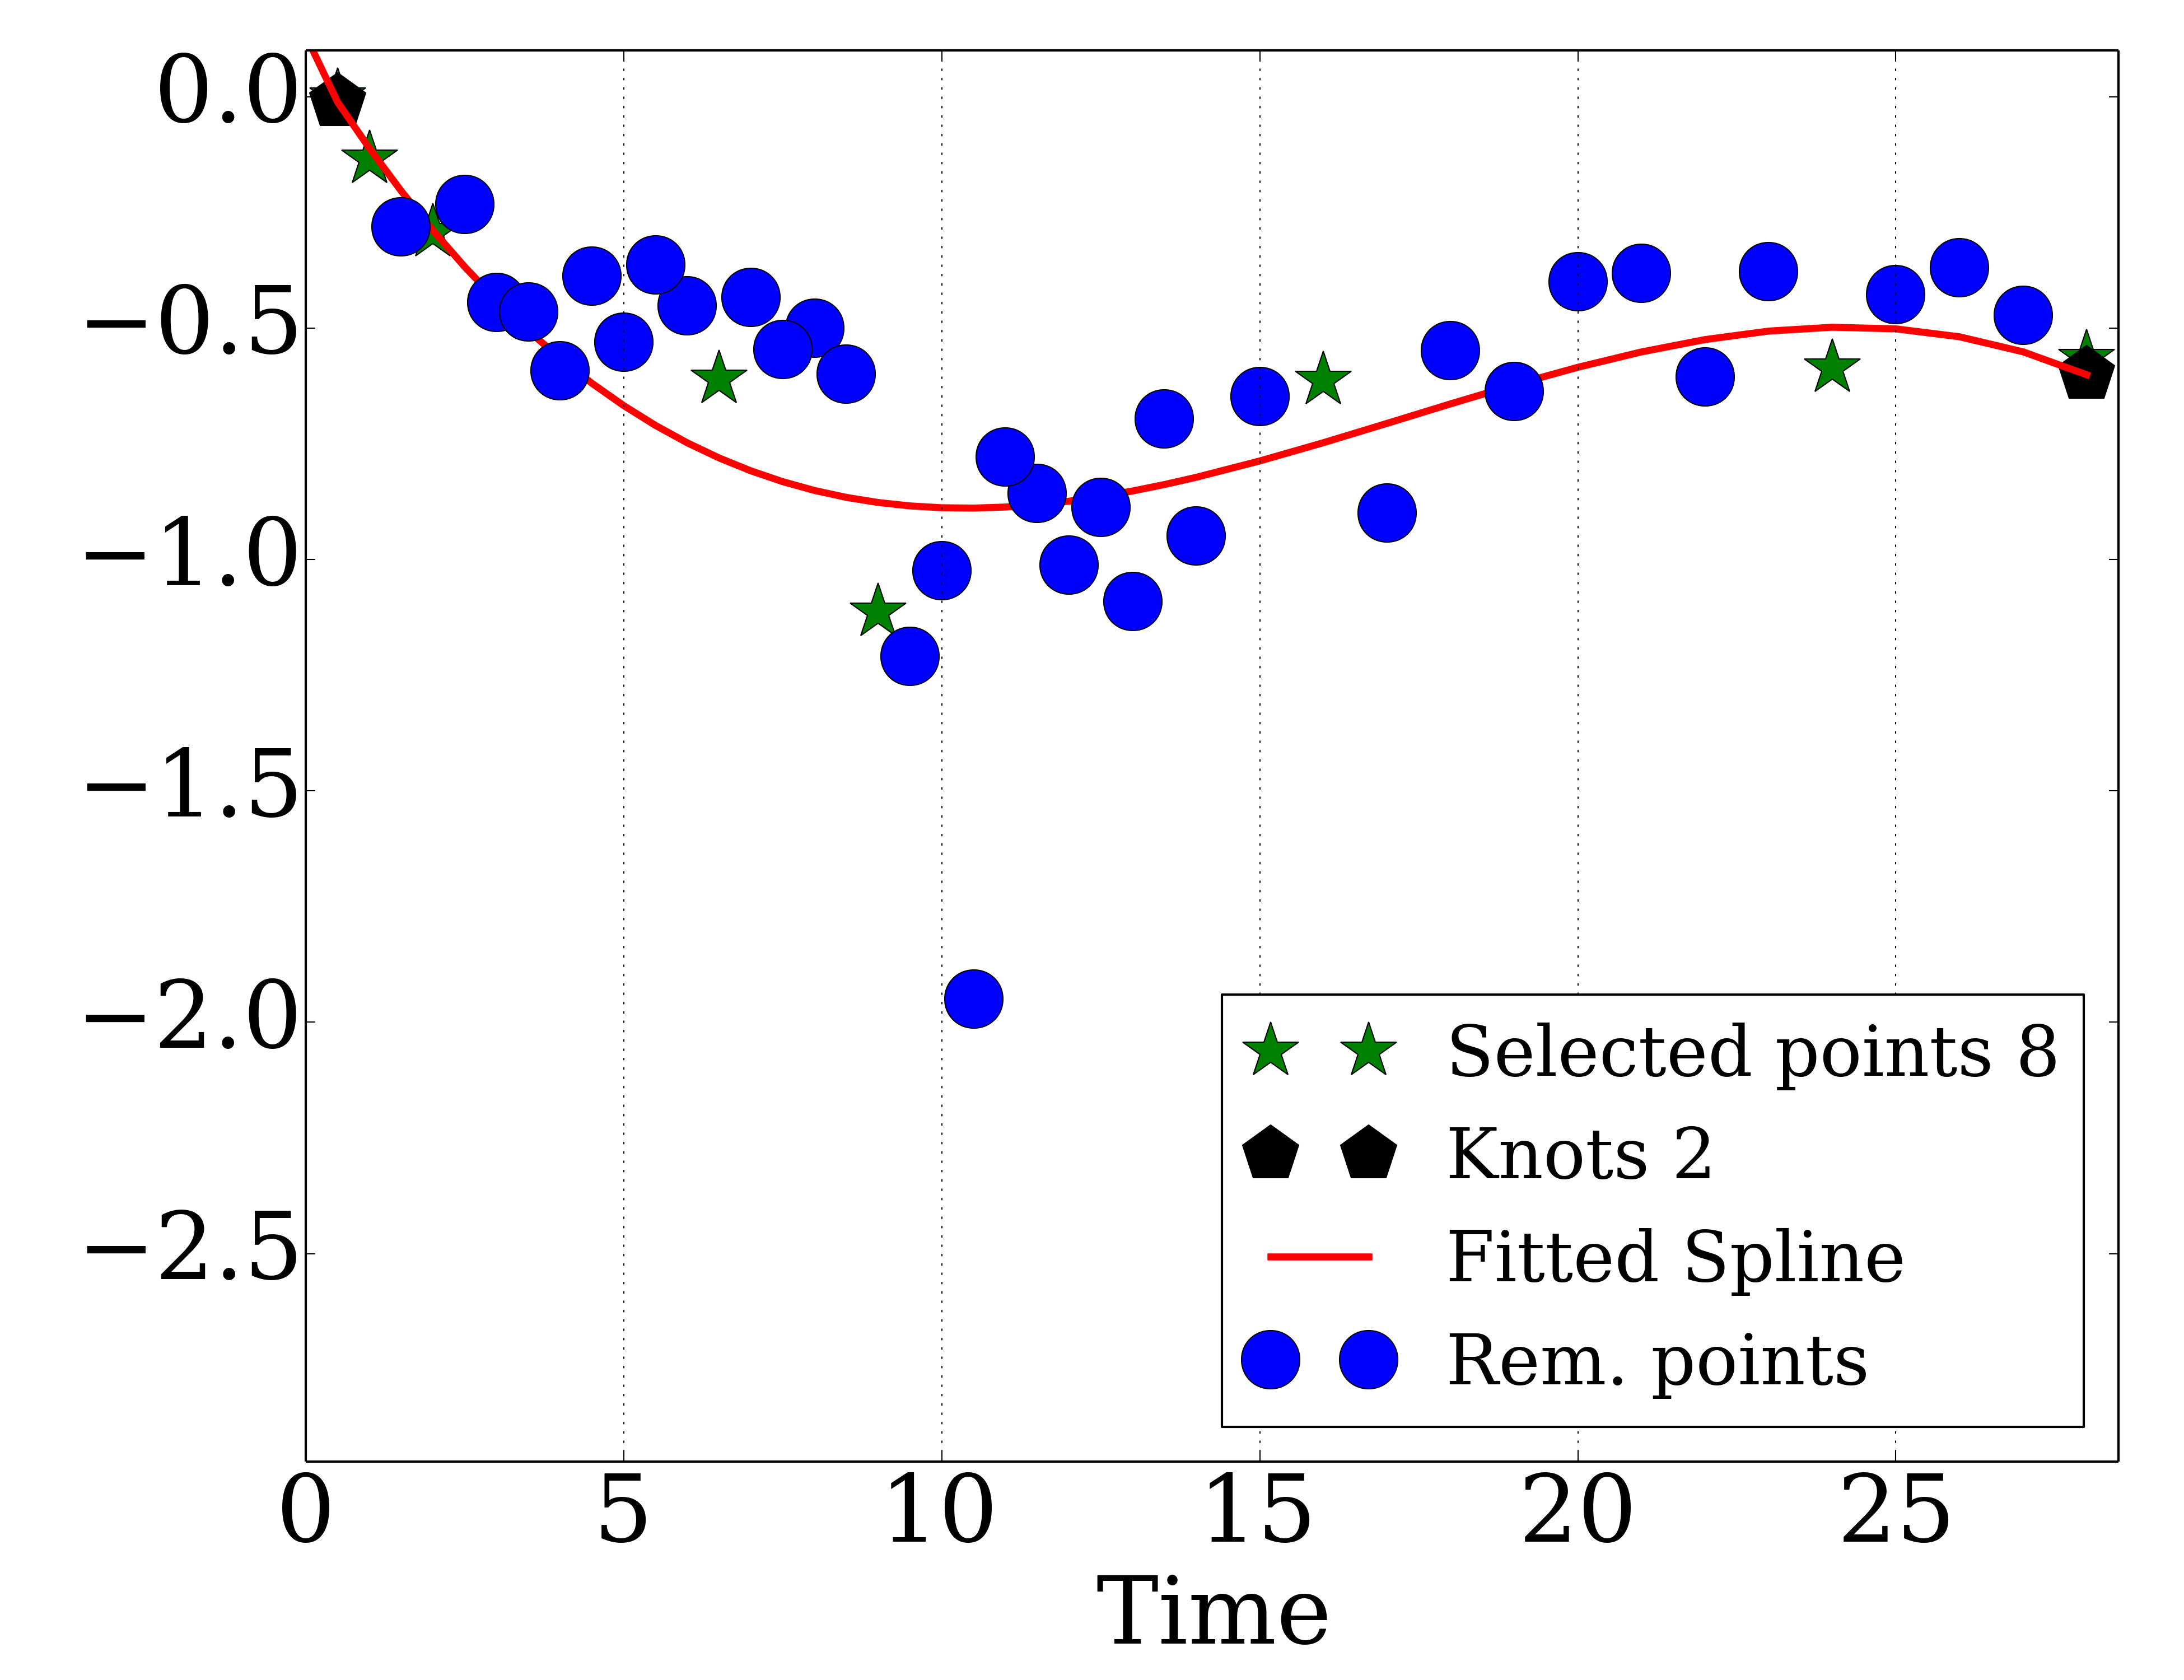 0.0
−0.5
−1.0
−1.5
−2.0
−2.5
Selected points 8
Knots 2
Fitted Spline
Rem. points
0 5 10 15 20 25
Time